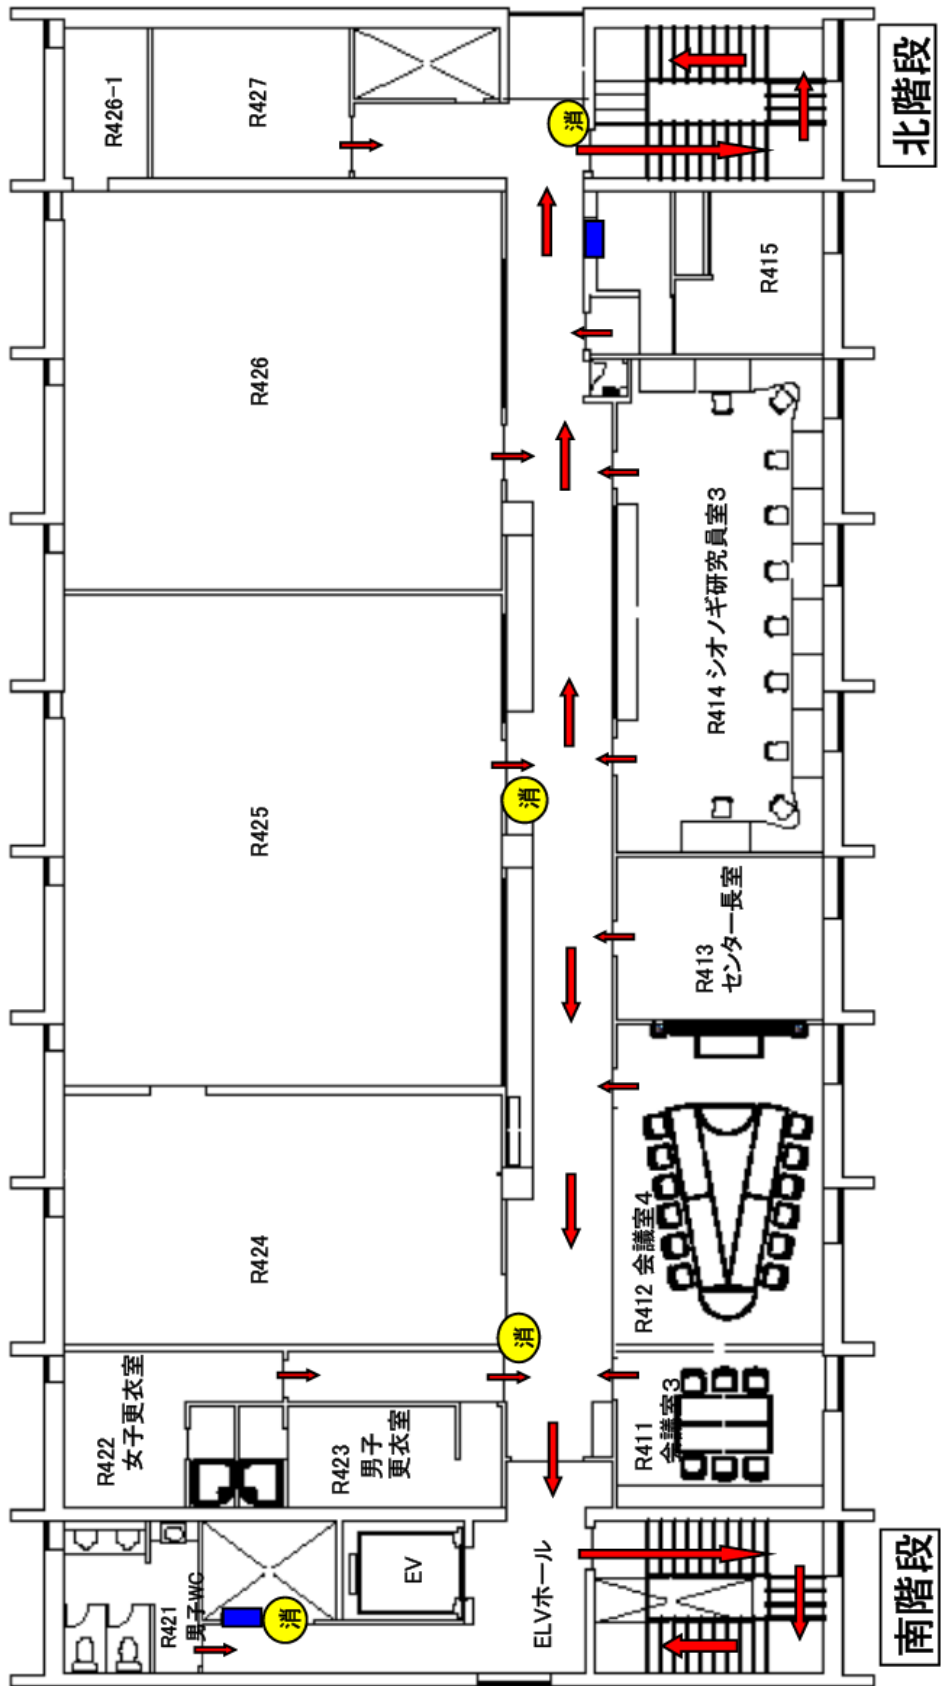 北階段
R426-1
R427
消
R426
R415
R425
消
R414 シオノギ研究員室3
R413
センター長室
R424
消
R412 会議室4
R422
女子更衣室
R423
男子
更衣室
R411
会議室3
R421
男子WC
消
EV
ELVホール
南階段